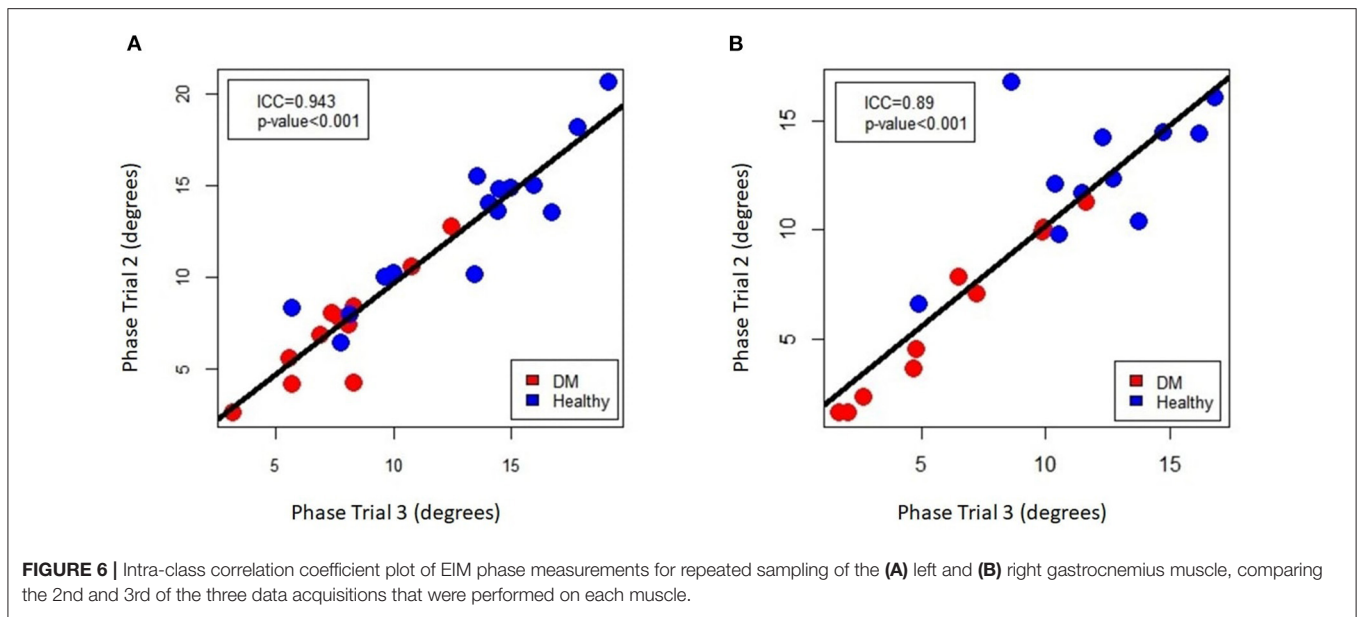 A
ICC=0.943
p-value<0.001
20
15
10
5
Phase Trial 2 (degrees)
DM
Healthy
5 10 15
Phase Trial 3 (degrees)
B
ICC=0.89
p-value<0.001
15
10
5
Phase Trial 2 (degrees)
DM
Healthy
5 10 15
Phase Trial 3 (degrees)
FIGURE 6 | Intra-class correlation coefficient plot of EIM phase measurements for repeated sampling of the (A) left and (B) right gastrocnemius muscle, comparing
the 2nd and 3rd of the three data acquisitions that were performed on each muscle.